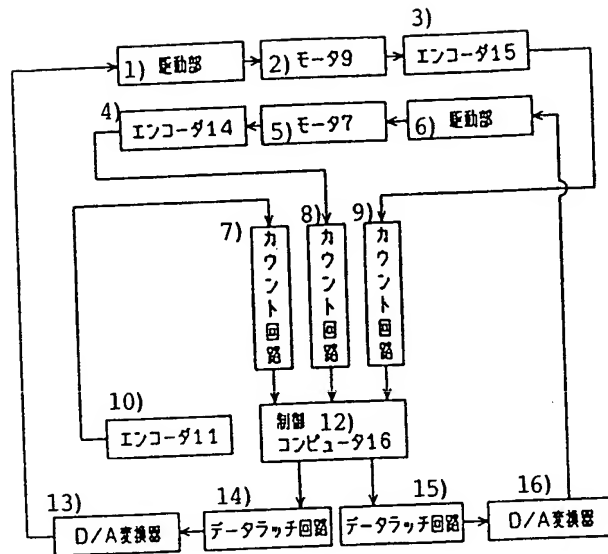 3)
1) 駆動部
2) モータ9
エンコーダ15
4)
エンコーダ14
5) モータ7
6) 駆動部
7)
カウント回路
8)
カウント回路
9)
カウント回路
10)
エンコーダ11
制御 12)
コンピュータ16
13)
D/A変換器
14)
データラッチ回路
15)
データラッチ回路
16)
D/A変換器